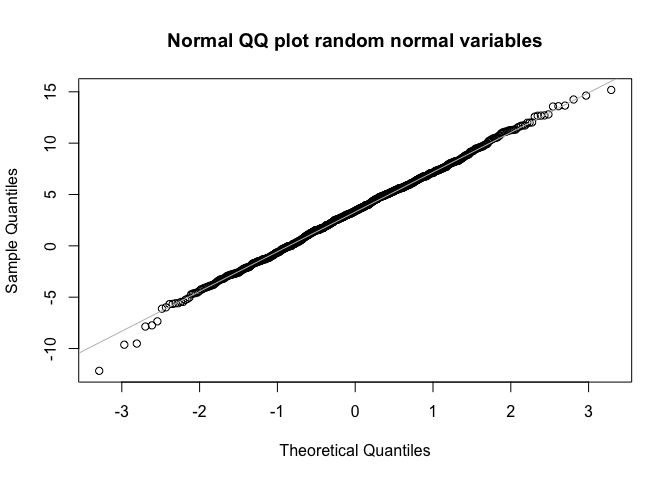 Normal QQ plot random normal variables
Sample Quantiles
15
10
5
0
-5
-10
-3 -2 -1 0 1 2 3
Theoretical Quantiles